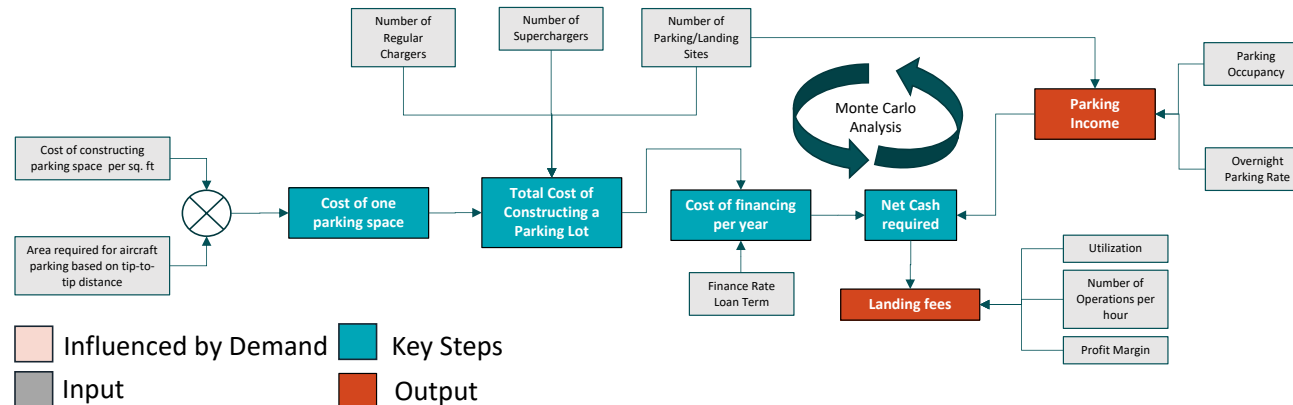 Number of
Regular
Chargers
Number of
Superchargers
Number of
Parking/Landing
Sites
Parking
Occupancy
Monte Carlo
Analysis
Parking
Income
Cost of constructing
parking space per sq. ft
Overnight
Parking Rate
Cost of one
parking space
Total Cost of
Constructing a
Parking Lot
Cost of financing
per year
Net Cash
required
Area required for aircraft
parking based on tip-to-
tip distance
Utilization
Finance Rate
Loan Term
Landing fees
Number of
Operations per
hour
Profit Margin
Influenced by Demand
Key Steps
Input
Output